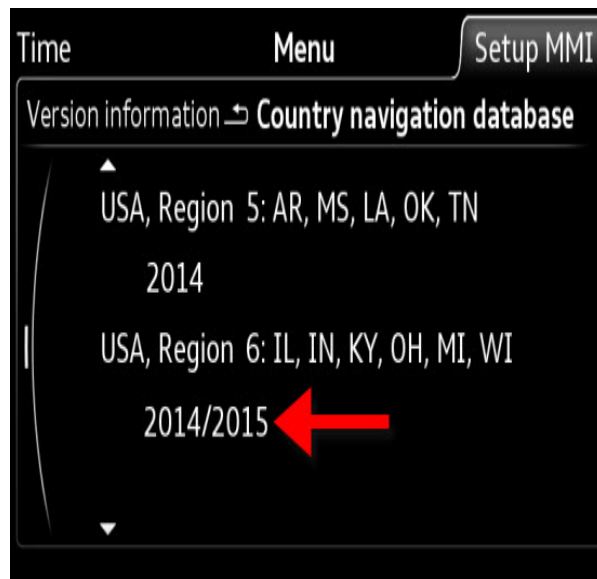 Time Menu Setup MMI
Version information Country navigation database
USA, Region 5: AR, MS, LA, OK, TN
2014
USA, Region 6: IL, IN, KY, OH, MI, WI
2014/2015